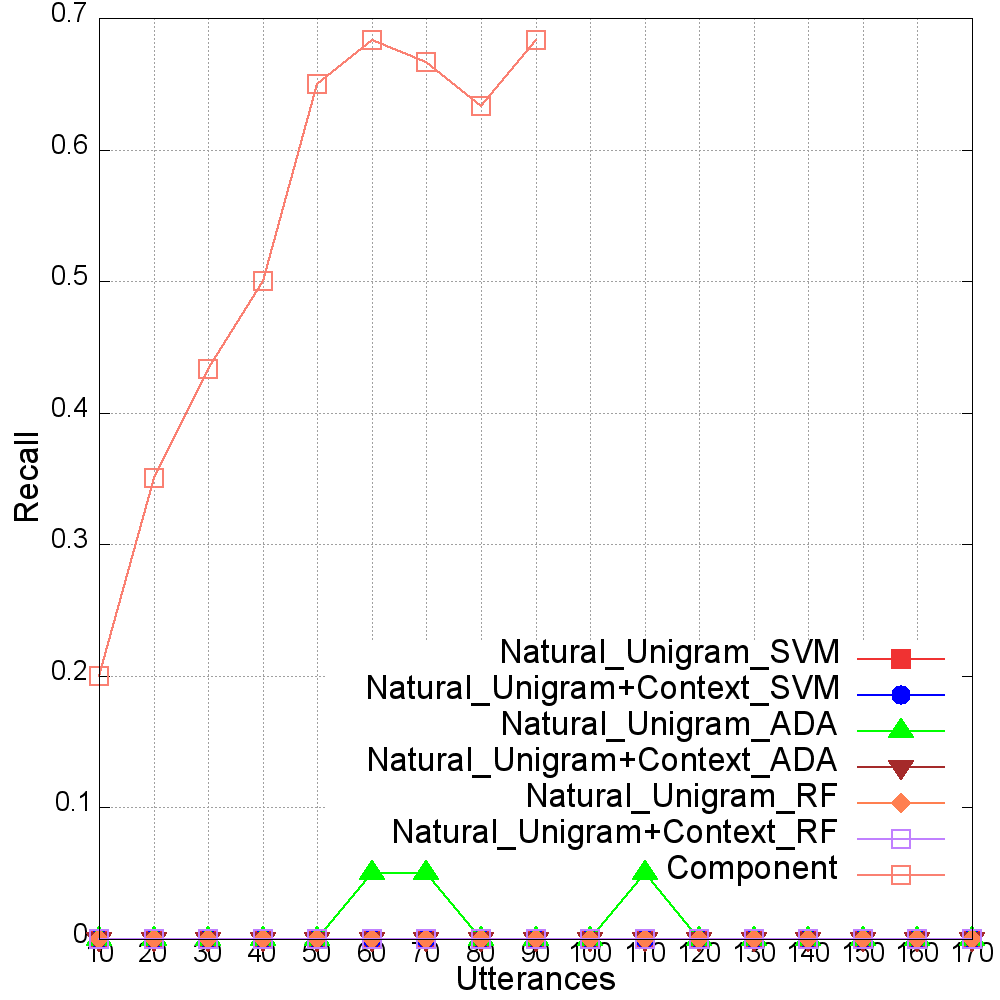 0.7
0.6
0.5
0.4
0.3
0.2
0.1
0
Recall
Natural_Unigram_SVM
Natural_Unigram+Context_SVM
Natural_Unigram_ADA
Natural_Unigram+Context_ADA
Natural_Unigram_RF
Natural_Unigram+Context_RF
Component
10 20 30 40 50 60 70 80 90 100 110 120 130 140 150 160 170
Utterances